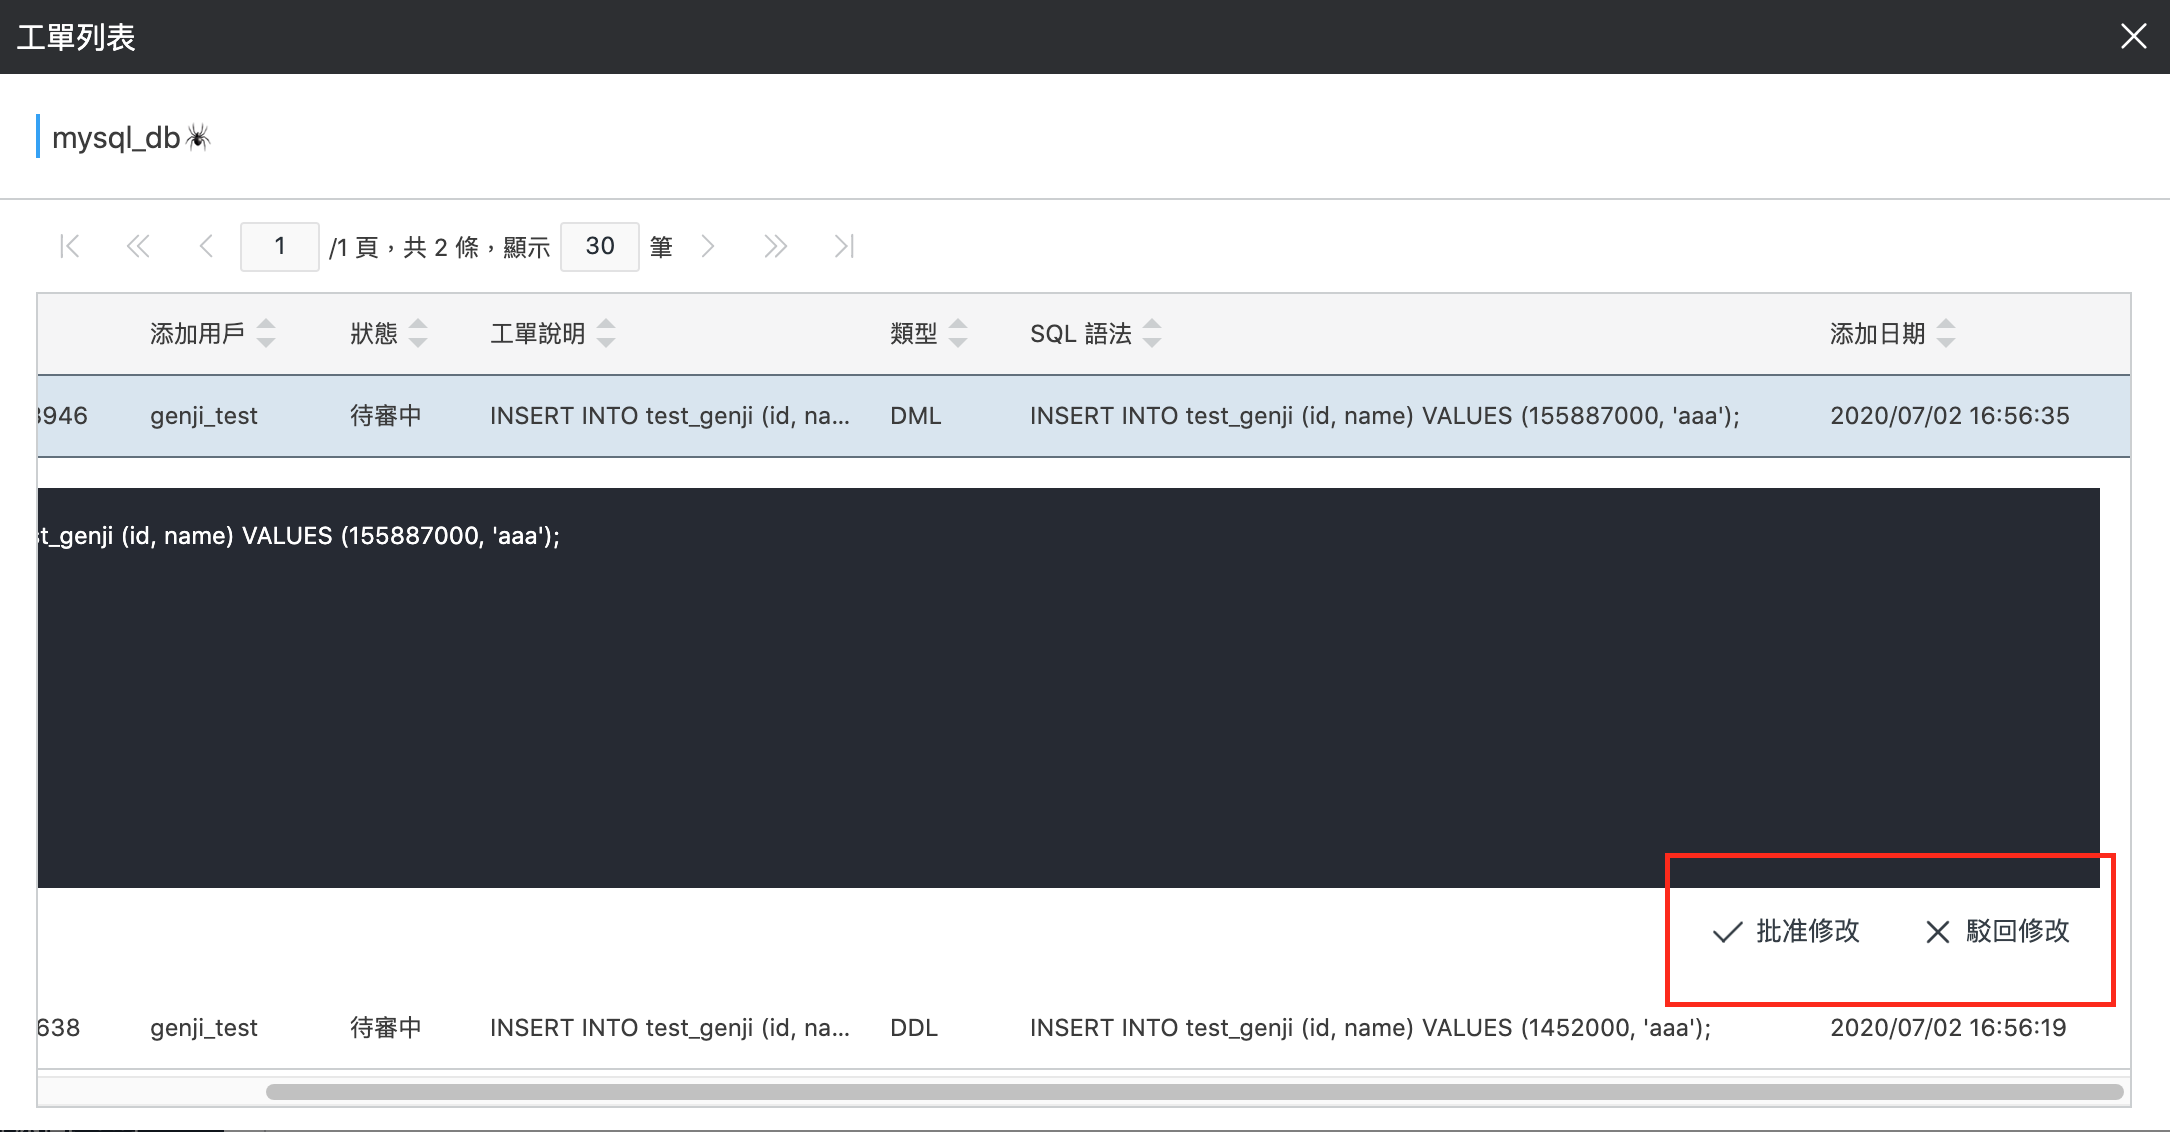 工單列表
mysql_db🕷
1 /1 頁，共 2 條，顯示 30 筆
添加用戶 狀態 工單說明 類型 SQL 語法 添加日期
3946 genji_test 待審中 INSERT INTO test_genji (id, na... DML INSERT INTO test_genji (id, name) VALUES (155887000, 'aaa'); 2020/07/02 16:56:35
st_genji (id, name) VALUES (155887000, 'aaa');
批准修改 駁回修改
638 genji_test 待審中 INSERT INTO test_genji (id, na... DDL INSERT INTO test_genji (id, name) VALUES (1452000, 'aaa'); 2020/07/02 16:56:19